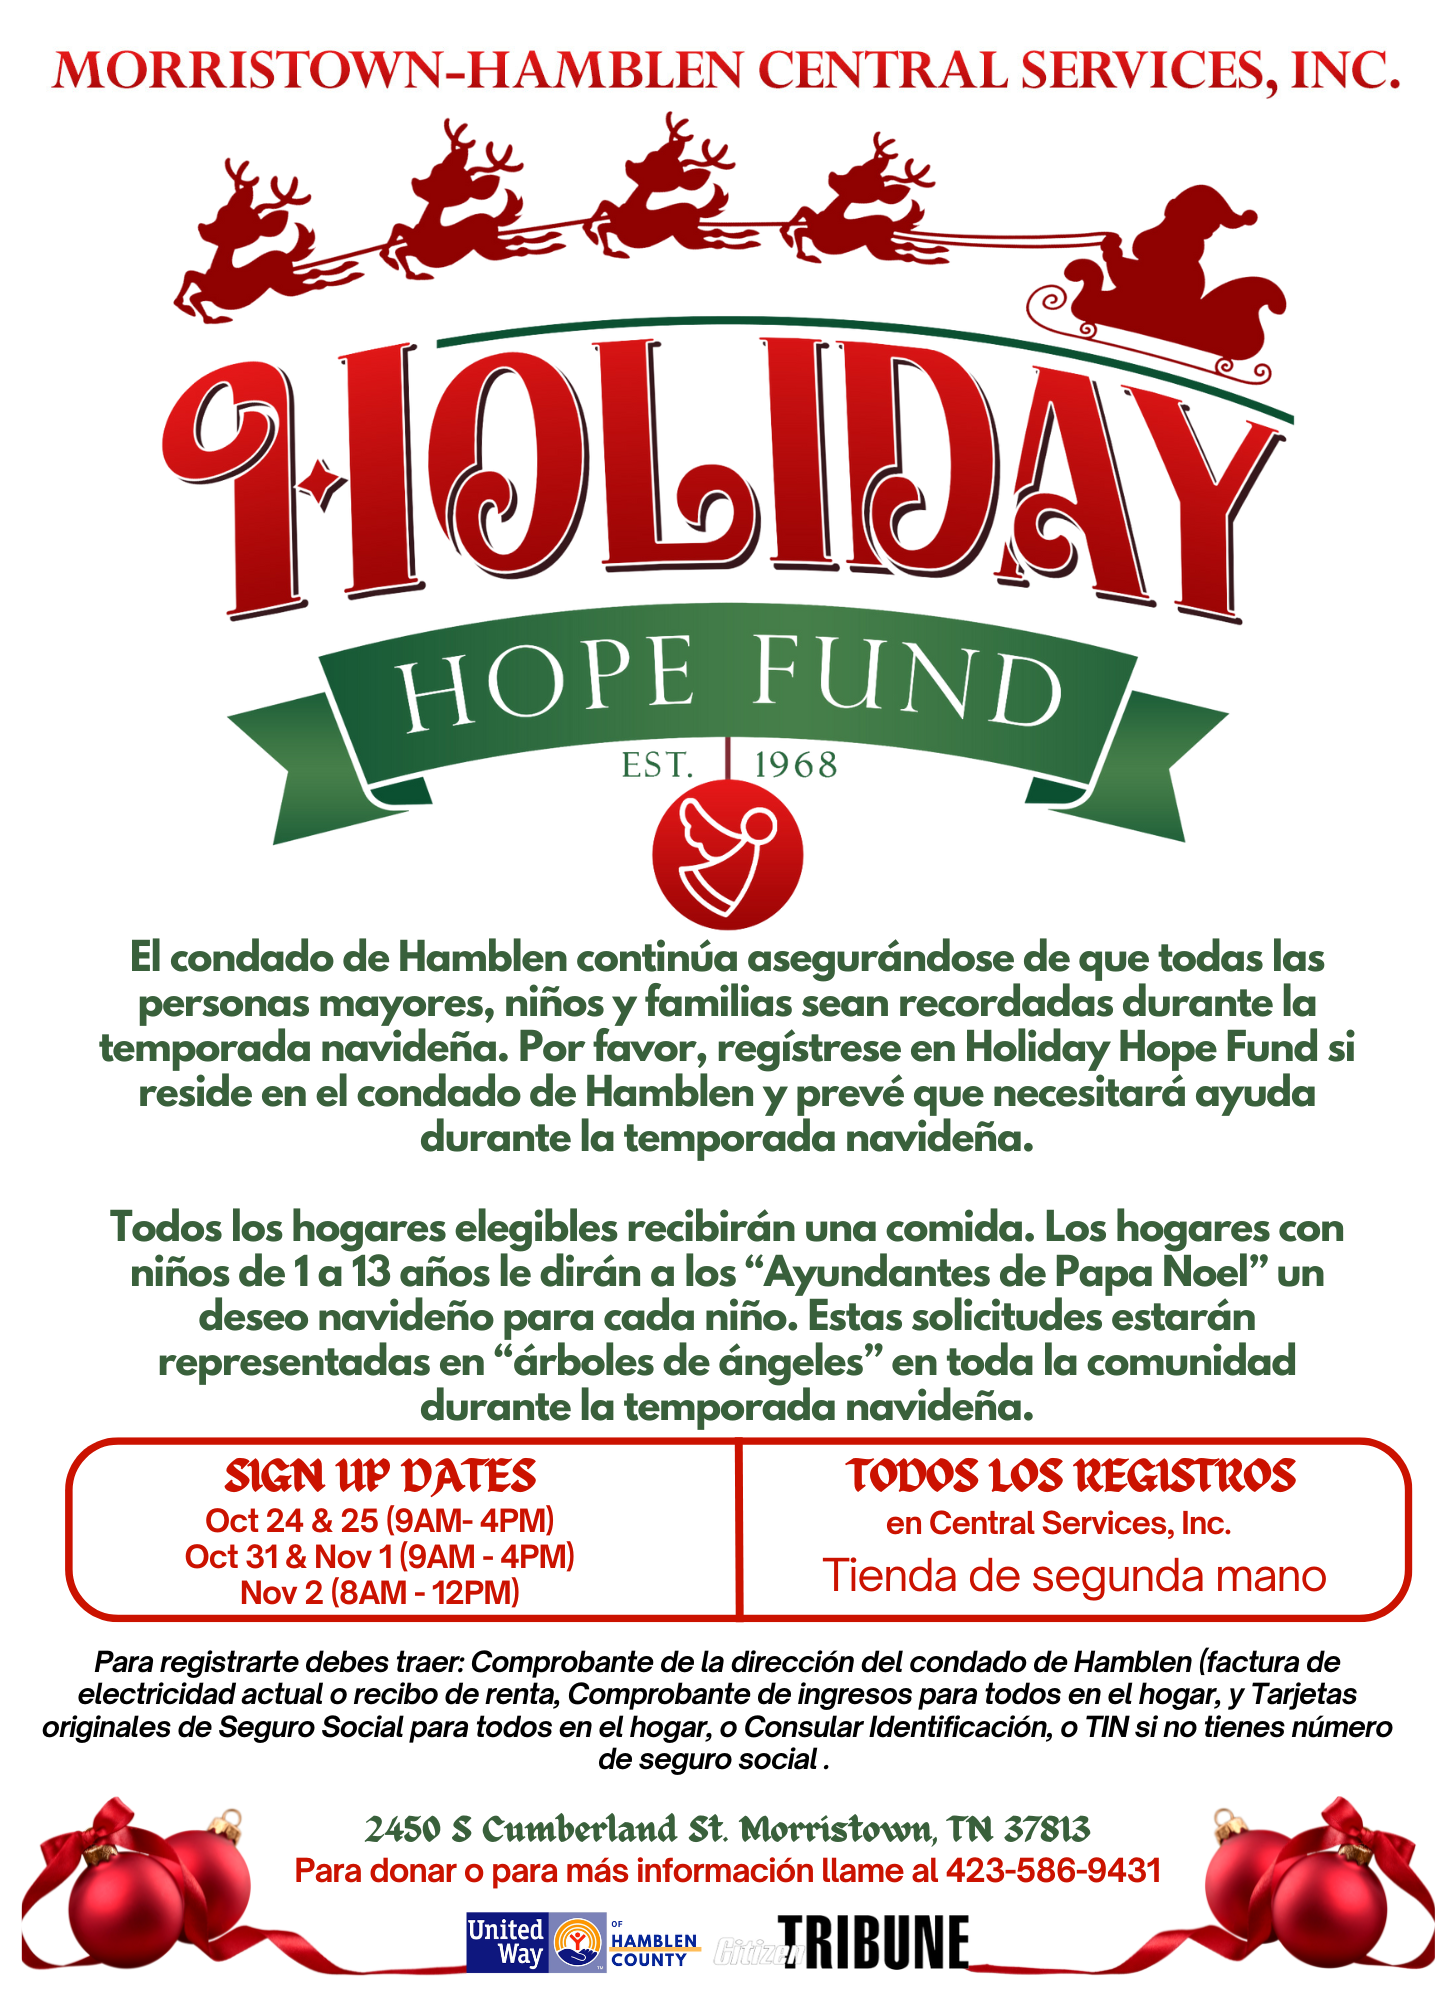 MORRISTOWN-HAMBLEN CENTRAL SERVICES, INC.
HOLIDAY
HOPE FUND
EST. 1968
El condado de Hamblen continúa asegurándose de que todas las
personas mayores, niños y familias sean recordadas durante la
temporada navideña. Por favor, regístrese en Holiday Hope Fund si
reside en el condado de Hamblen y prevé que necesitará ayuda
durante la temporada navideña.
Todos los hogares elegibles recibirán una comida. Los hogares con
niños de 1 a 13 años le dirán a los “Ayundantes de Papa Noel” un
deseo navideño para cada niño. Estas solicitudes estarán
representadas en “árboles de ángeles” en toda la comunidad
durante la temporada navideña.
SIGN UP DATES
Oct 24 & 25 (9AM- 4PM)
Oct 31 & Nov 1 (9AM - 4PM)
Nov 2 (8AM - 12PM)
TODOS LOS REGISTROS
en Central Services, Inc.
Tienda de segunda mano
Para registrarte debes traer: Comprobante de la dirección del condado de Hamblen (factura de
electricidad actual o recibo de renta, Comprobante de ingresos para todos en el hogar, y Tarjetas
originales de Seguro Social para todos en el hogar, o Consular Identificación, o TIN si no tienes número
de seguro social .
2450 S Cumberland St. Morristown, TN 37813
Para donar o para más información llame al 423-586-9431
United
Way
OF
HAMBLEN
COUNTY
Citizen TRIBUNE